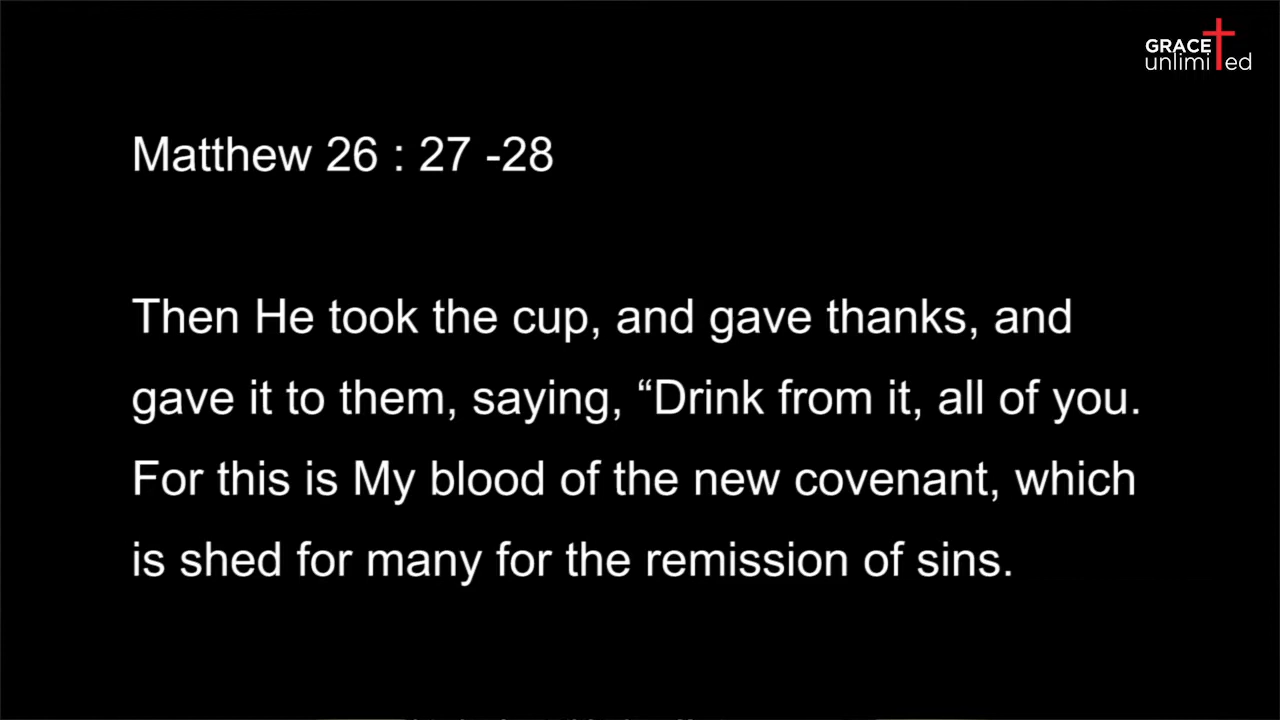 GRACE
unlimited
Matthew 26 : 27 -28
Then He took the cup, and gave thanks, and
gave it to them, saying, “Drink from it, all of you.
For this is My blood of the new covenant, which
is shed for many for the remission of sins.